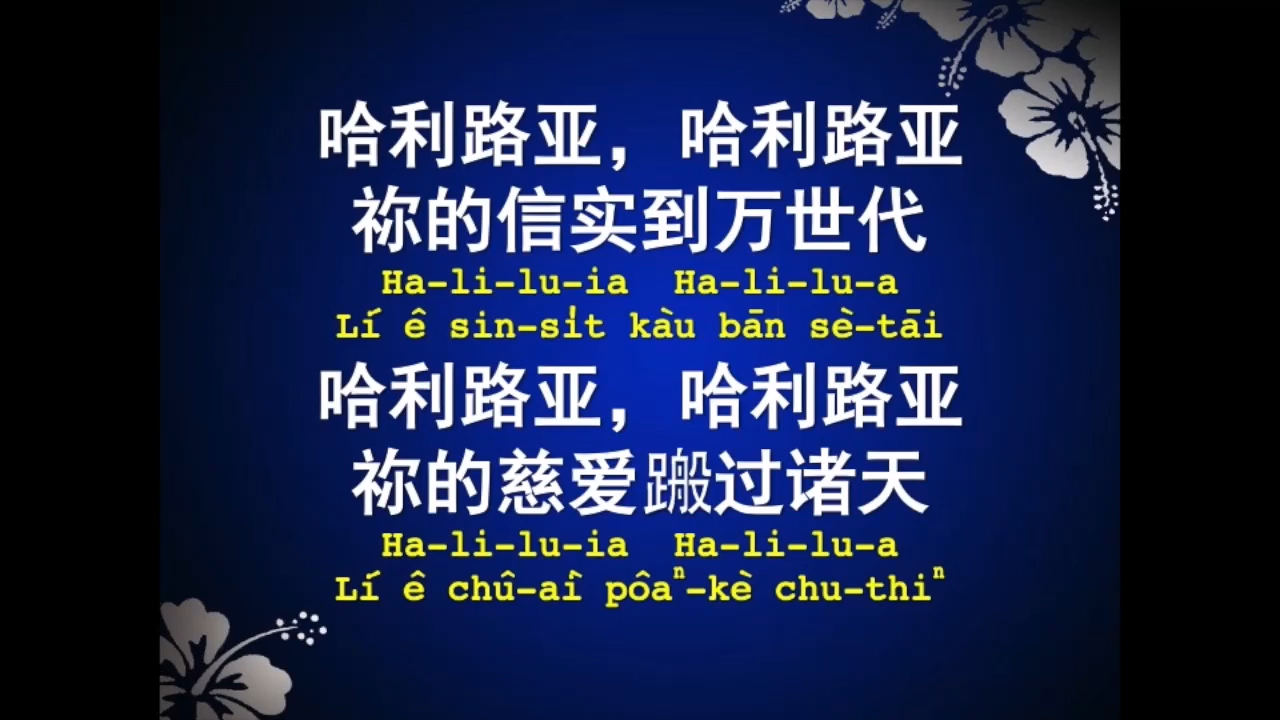 哈利路亚，哈利路亚
祢的信实到万世代
Ha-li-lu-ia Ha-li-lu-a
Lí ê sin-si̍t kàu bān sè-tāi
哈利路亚，哈利路亚
祢的慈爱蹣过诸天
Ha-li-lu-ia Ha-li-lu-a
Lí ê chû-aì pôaⁿ-kè chu-thiⁿ